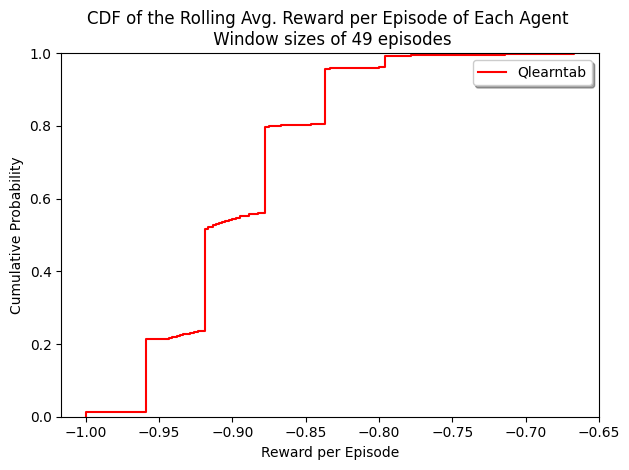 CDF of the Rolling Avg. Reward per Episode of Each Agent
Window sizes of 49 episodes
Qlearntab
Cumulative Probability
1.0
0.8
0.6
0.4
0.2
0.0
−1.00 −0.95 −0.90 −0.85 −0.80 −0.75 −0.70 −0.65
Reward per Episode